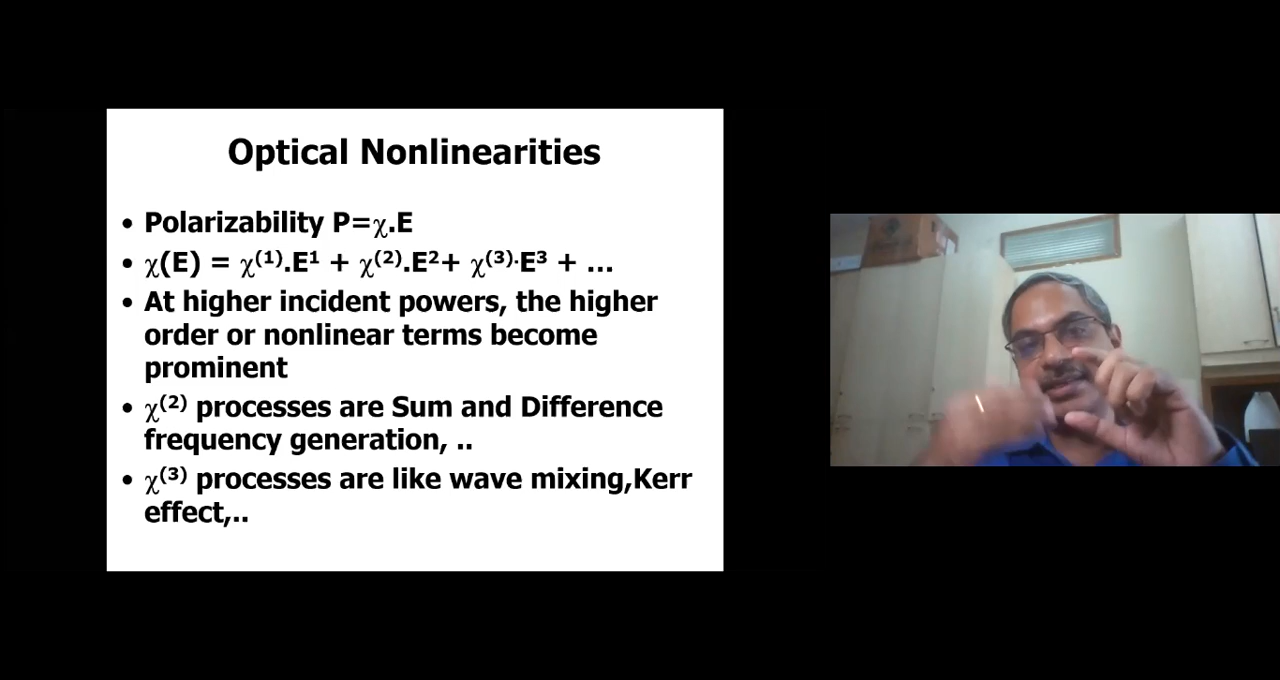 Optical Nonlinearities
• Polarizability P=χ.E
• χ(E) = χ⁽¹⁾.E¹ + χ⁽²⁾.E²+ χ⁽³⁾·E³ + ...
• At higher incident powers, the higher
order or nonlinear terms become
prominent
• χ⁽²⁾ processes are Sum and Difference
frequency generation, ..
• χ⁽³⁾ processes are like wave mixing,Kerr
effect,..